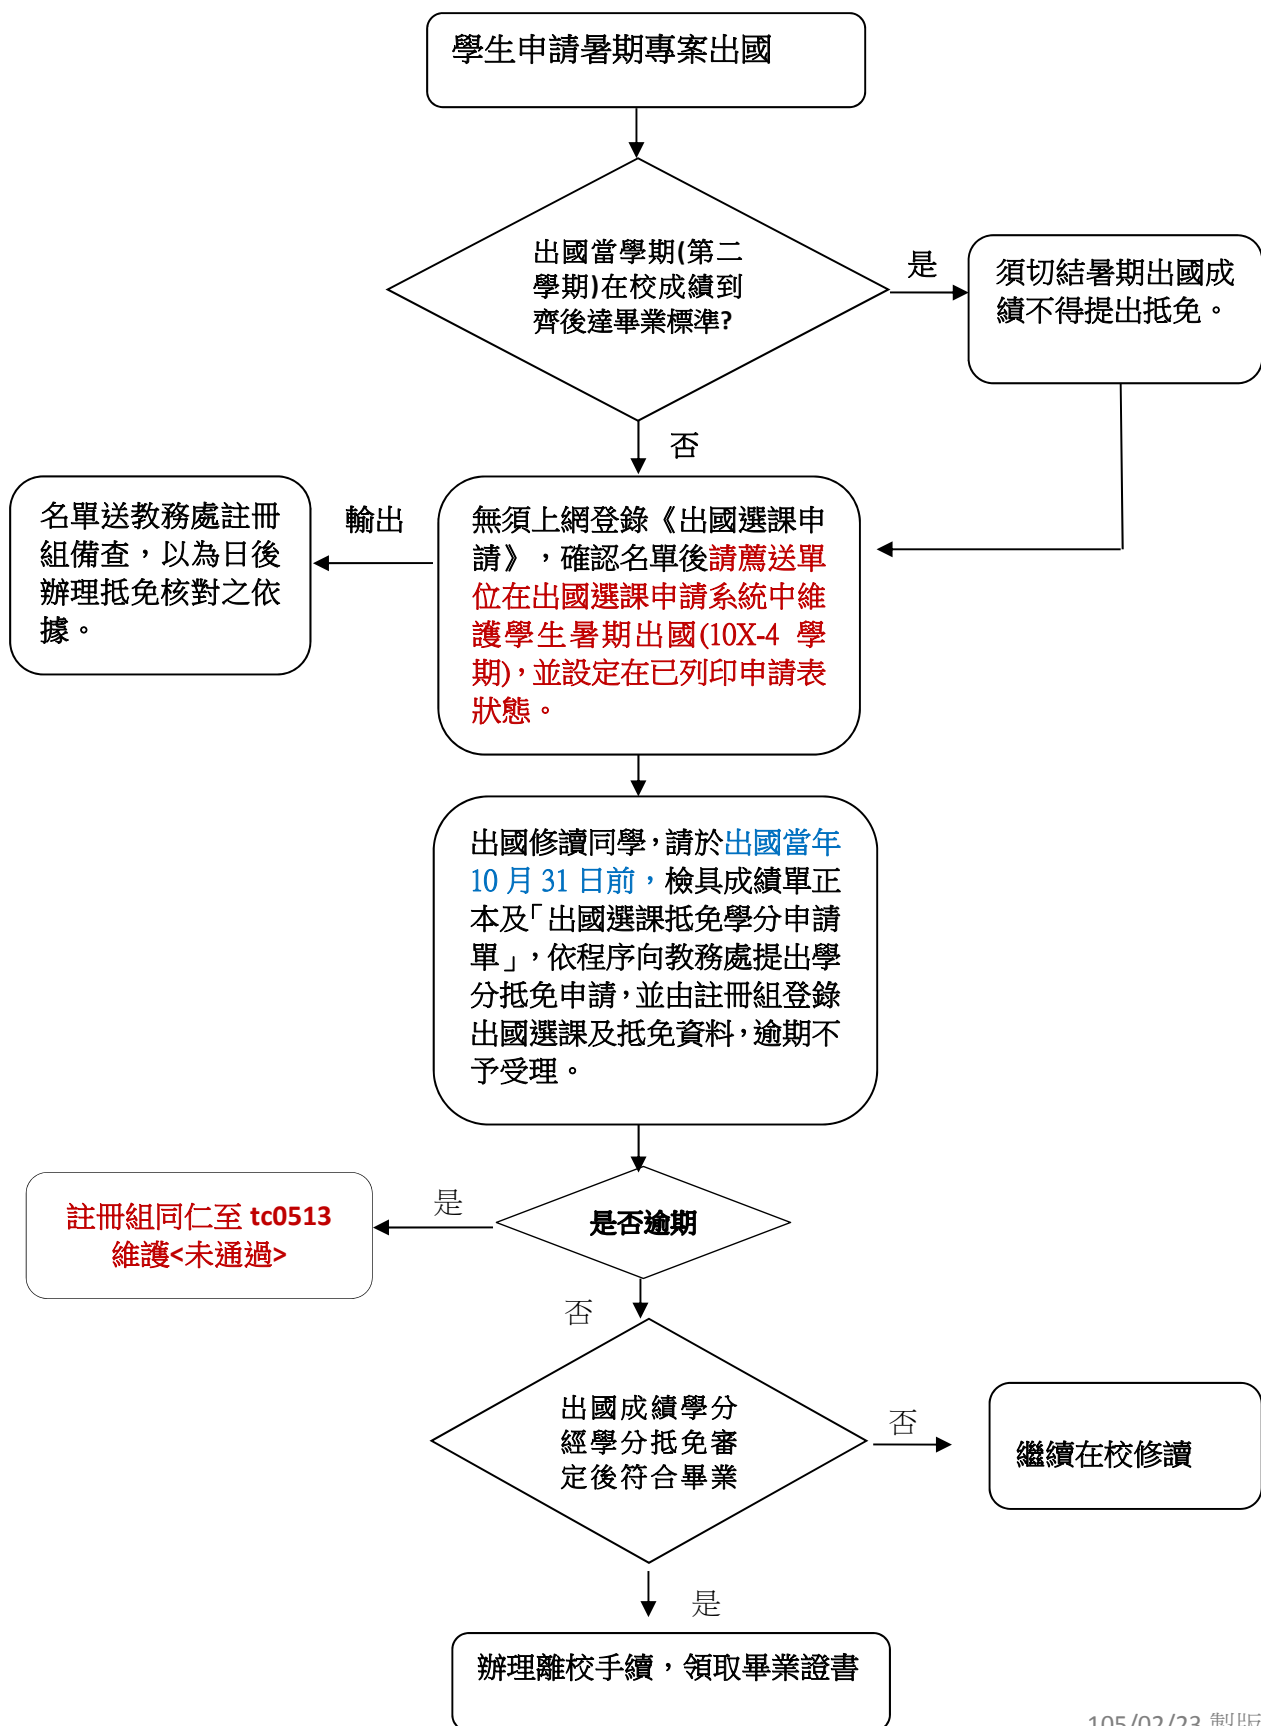 學生申請暑期專案出國
出國當學期(第二
學期)在校成績到
齊後達畢業標準?
是
須切結暑期出國成
績不得提出抵免。
否
名單送教務處註冊
組備查，以為日後
辦理抵免核對之依
據。
輸出
無須上網登錄《出國選課申
請》，確認名單後請薦送單
位在出國選課申請系統中維
護學生暑期出國(10X-4 學
期)，並設定在已列印申請表
狀態。
出國修讀同學，請於出國當年
10 月 31 日前，檢具成績單正
本及「出國選課抵免學分申請
單」，依程序向教務處提出學
分抵免申請，並由註冊組登錄
出國選課及抵免資料，逾期不
予受理。
註冊組同仁至 tc0513
維護<未通過>
是
是否逾期
否
出國成績學分
經學分抵免審
定後符合畢業
否
繼續在校修讀
是
辦理離校手續，領取畢業證書
105/02/23 製版